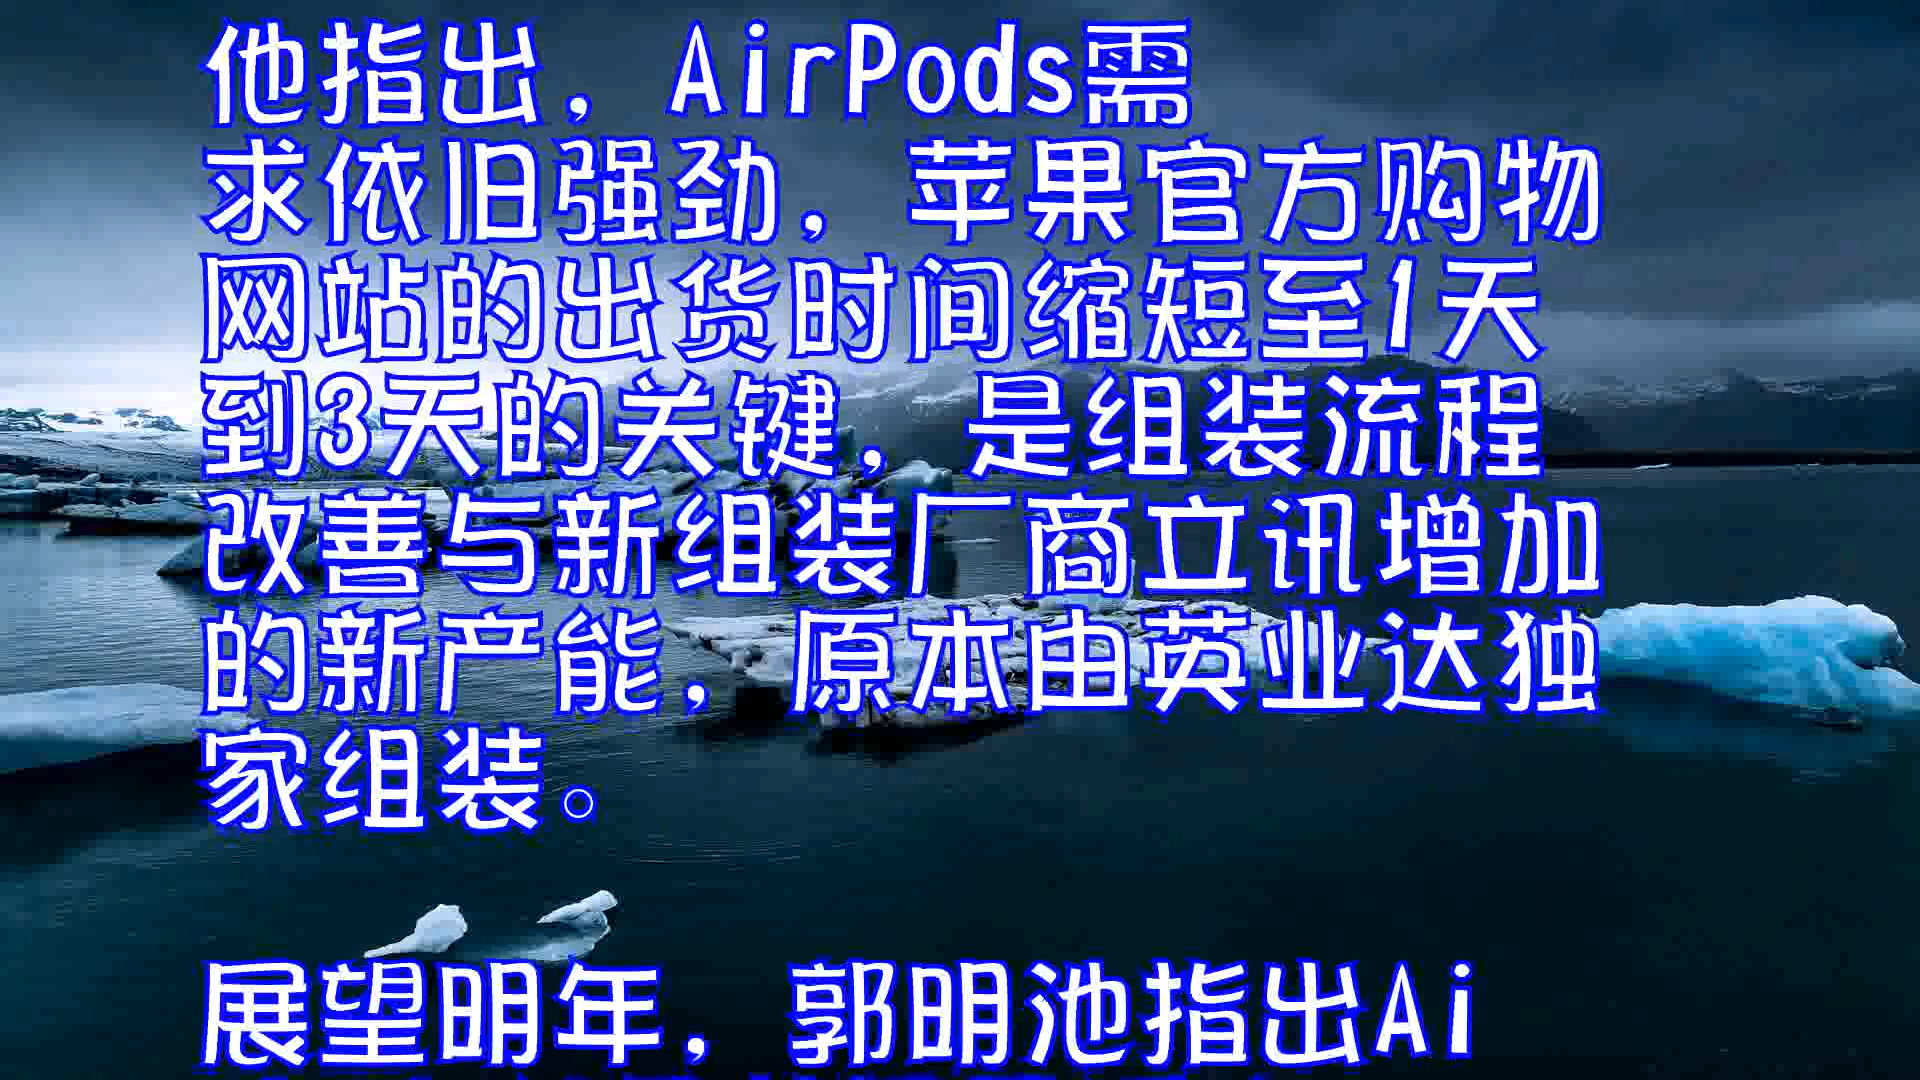 他指出，AirPods需
求依旧强劲，苹果官方购物
网站的出货时间缩短至1天
到3天的关键，是组装流程
改善与新组装厂商立讯增加
的新产能，原本由英业达独
家组装。
展望明年，郭明池指出Ai